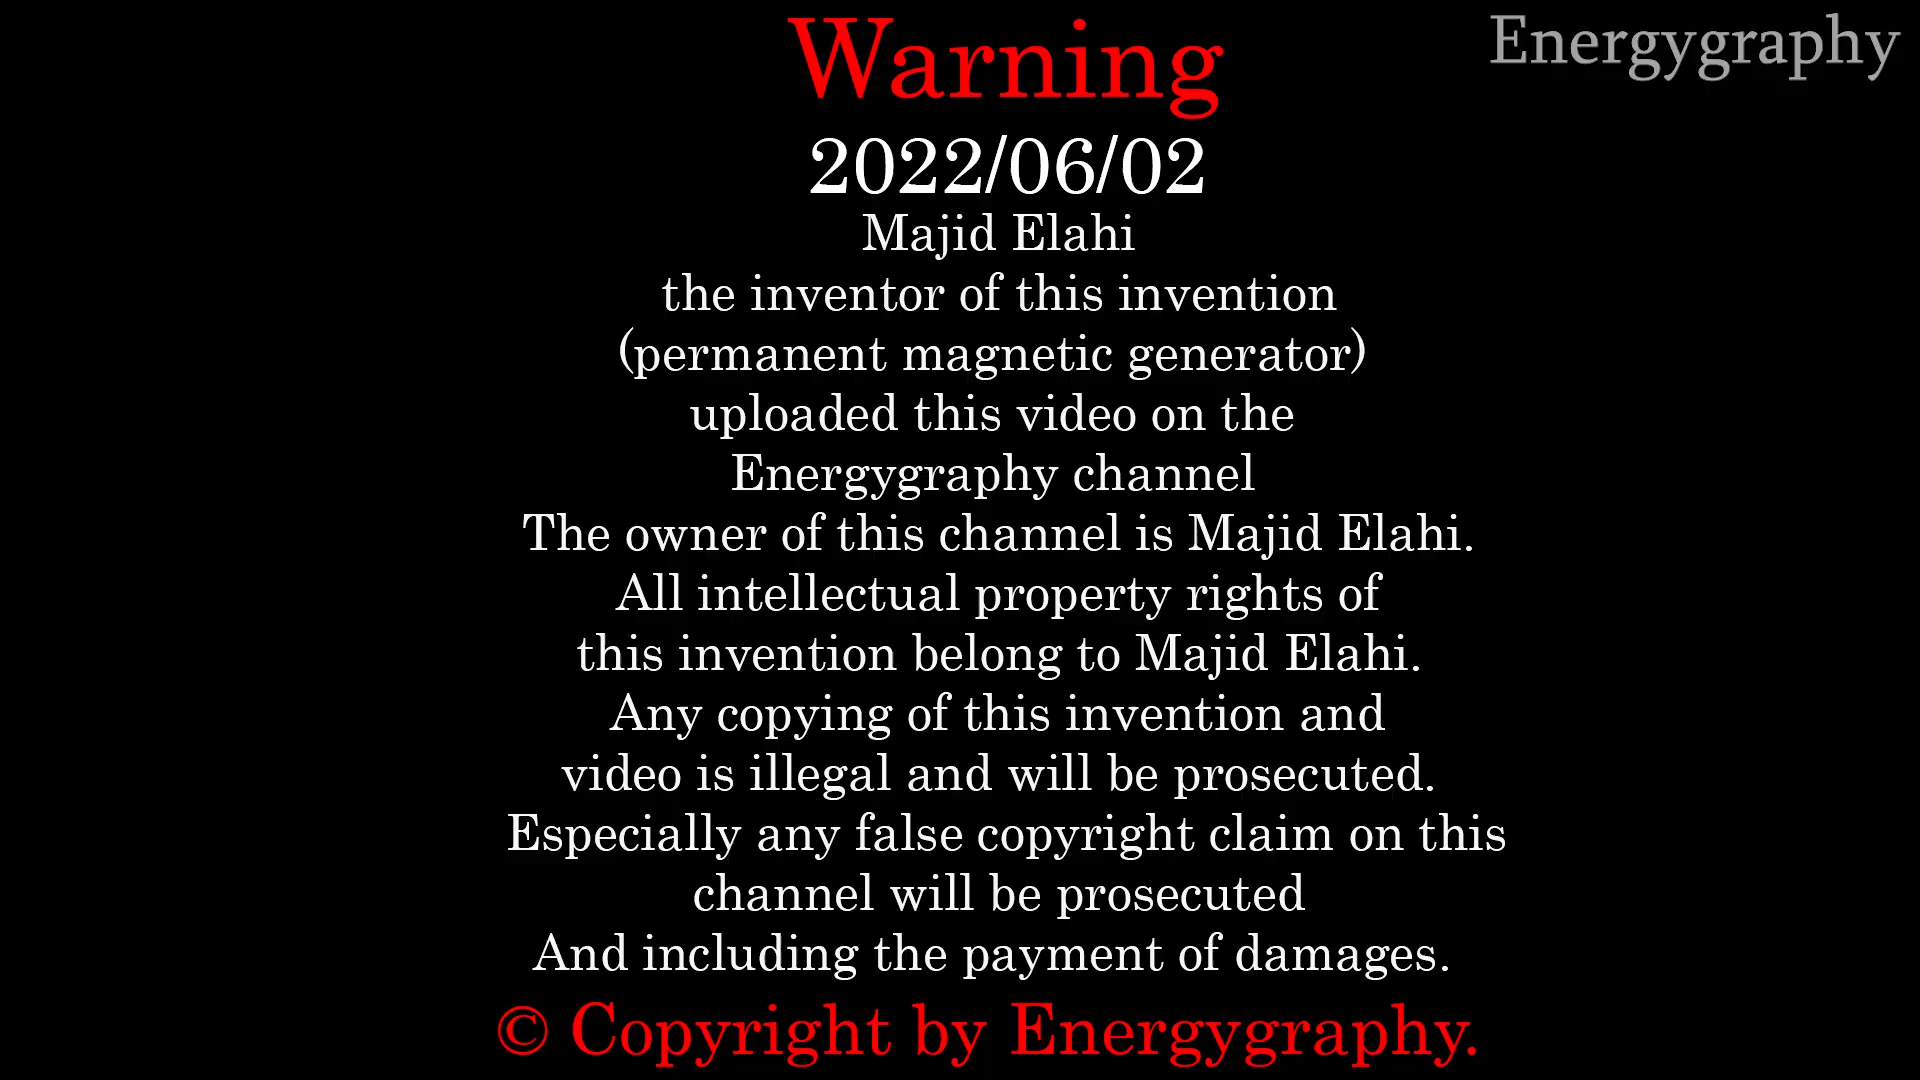 Warning
Energygraphy
2022/06/02
Majid Elahi
the inventor of this invention
(permanent magnetic generator)
uploaded this video on the
Energygraphy channel
The owner of this channel is Majid Elahi.
All intellectual property rights of
this invention belong to Majid Elahi.
Any copying of this invention and
video is illegal and will be prosecuted.
Especially any false copyright claim on this
channel will be prosecuted
And including the payment of damages.
© Copyright by Energygraphy.